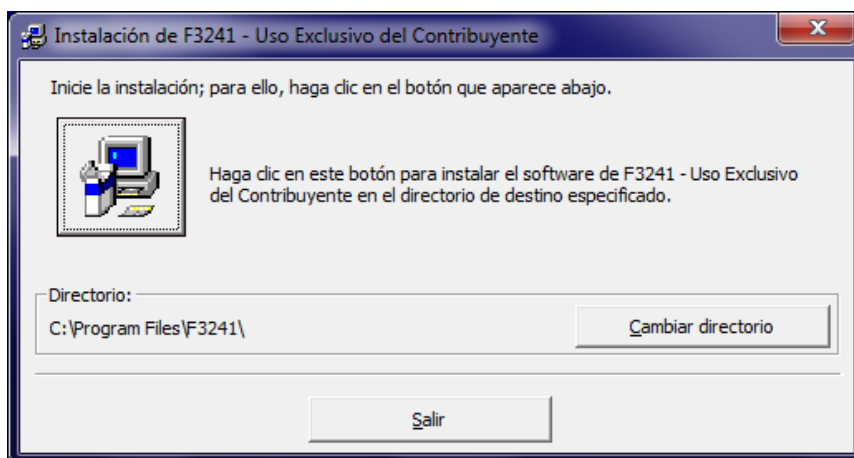 Instalación de F3241 - Uso Exclusivo del Contribuyente
Inicie la instalación; para ello, haga clic en el botón que aparece abajo.
Haga clic en este botón para instalar el software de F3241 - Uso Exclusivo
del Contribuyente en el directorio de destino especificado.
Directorio:
C:\Program Files\F3241\
Cambiar directorio
Salir